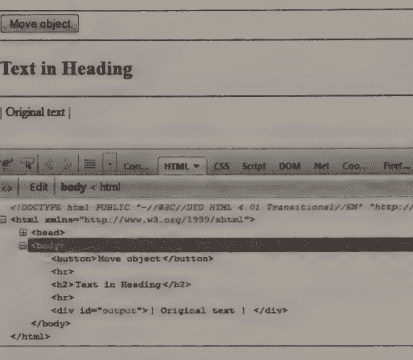 Move object
Text in Heading
| Original text |
Con... HTML CSS Script DOM Net Coo... Firef...
Edit body < html
<!DOCTYPE html PUBLIC "-//W3C//DTD HTML 4.01 Transitional//EN" "http:/
<html xmlns="http://www.w3.org/1999/xhtml">
<head>
<body>
<button>Move object</button>
<hr>
<h2>Text in Heading</h2>
<hr>
<div id="output">| Original text | </div>
</body>
</html>